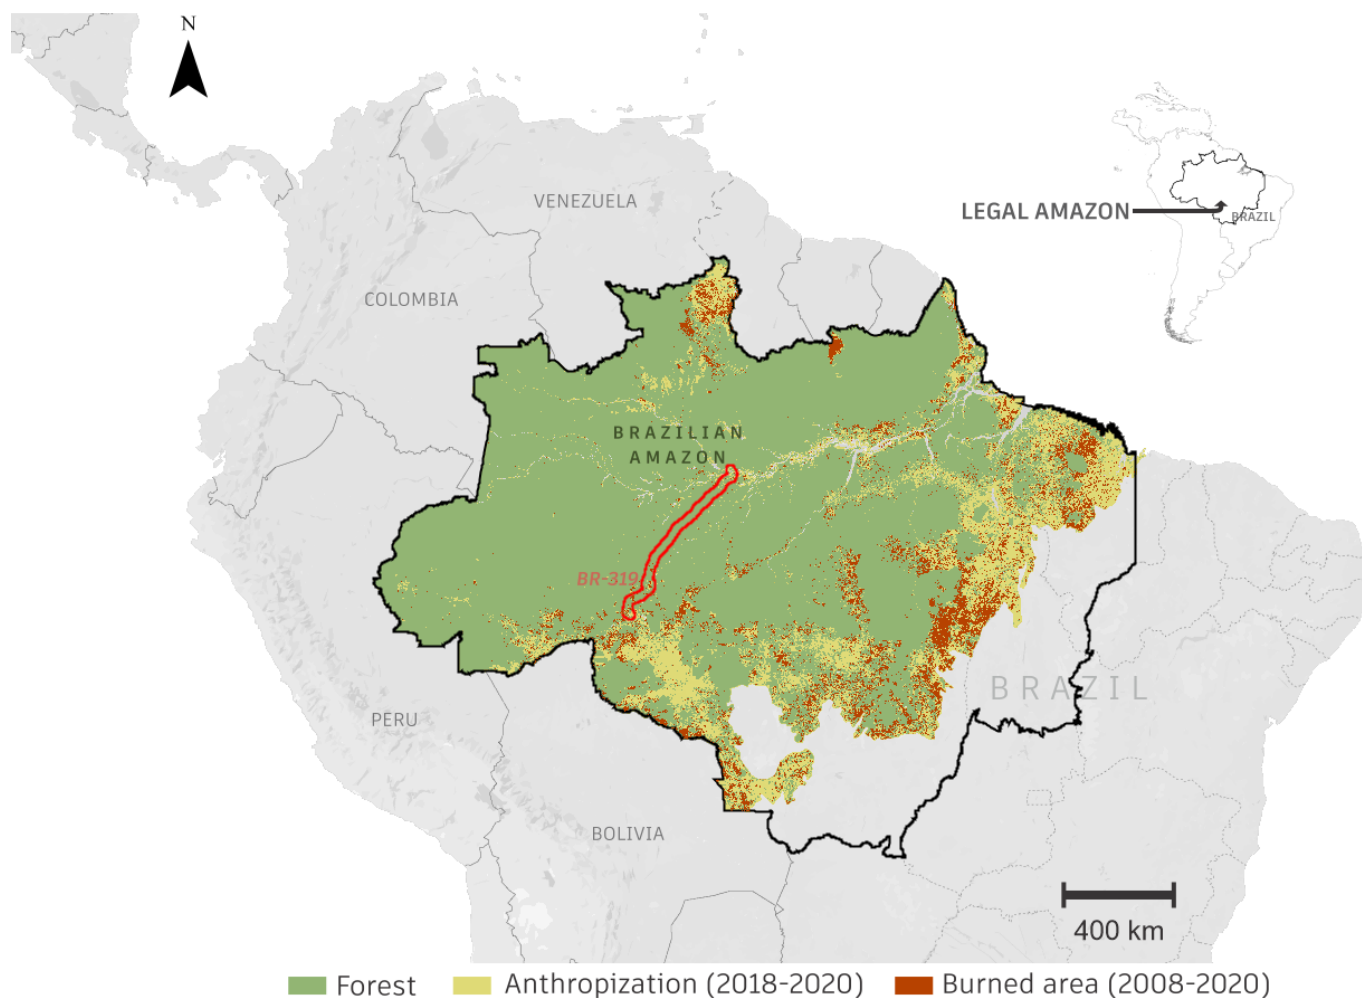 N
VENEZUELA
LEGAL AMAZON
BRAZIL
COLOMBIA
BRAZILIAN
AMAZON
BR-319
BRAZIL
PERU
BOLIVIA
400 km
Forest
Anthropization (2018-2020)
Burned area (2008-2020)